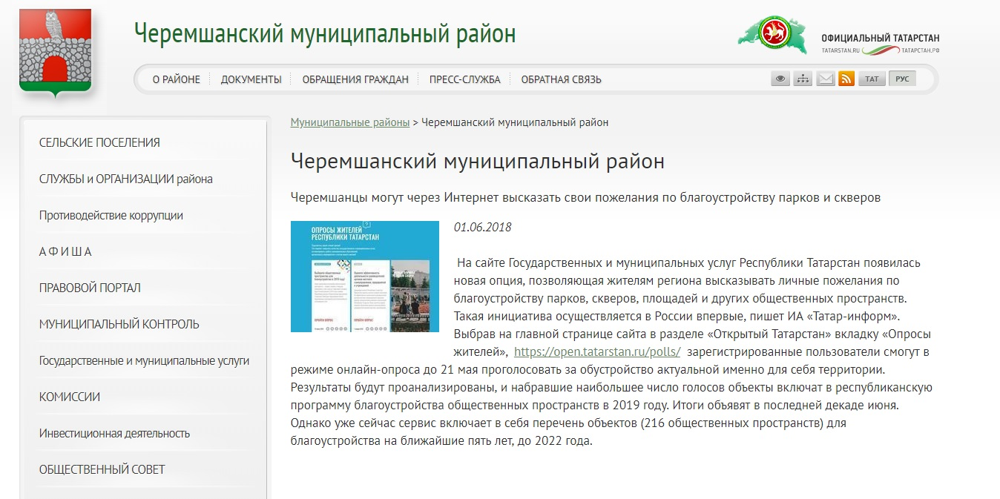 Черемшанский муниципальный район
ОФИЦИАЛЬНЫЙ ТАТАРСТАН
TATARSTAN.RU ТАТАРСТАН.РФ
О РАЙОНЕ ДОКУМЕНТЫ ОБРАЩЕНИЯ ГРАЖДАН ПРЕСС-СЛУЖБА ОБРАТНАЯ СВЯЗЬ ТАТ РУС
СЕЛЬСКИЕ ПОСЕЛЕНИЯ
СЛУЖБЫ и ОРГАНИЗАЦИИ района
Противодействие коррупции
А Ф И Ш А
ПРАВОВОЙ ПОРТАЛ
МУНИЦИПАЛЬНЫЙ КОНТРОЛЬ
Государственные и муниципальные услуги
КОМИССИИ
Инвестиционная деятельность
ОБЩЕСТВЕННЫЙ СОВЕТ
Муниципальные районы > Черемшанский муниципальный район
Черемшанский муниципальный район
Черемшанцы могут через Интернет высказать свои пожелания по благоустройству парков и скверов
ОПРОСЫ ЖИТЕЛЕЙ
РЕСПУБЛИКИ ТАТАРСТАН
01.06.2018
На сайте Государственных и муниципальных услуг Республики Татарстан появилась
новая опция, позволяющая жителям региона высказывать личные пожелания по
благоустройству парков, скверов, площадей и других общественных пространств.
Такая инициатива осуществляется в России впервые, пишет ИА «Татар-информ».
Выбрав на главной странице сайта в разделе «Открытый Татарстан» вкладку «Опросы
жителей», https://open.tatarstan.ru/polls/ зарегистрированные пользователи смогут в
режиме онлайн-опроса до 21 мая проголосовать за обустройство актуальной именно для себя территории.
Результаты будут проанализированы, и набравшие наибольшее число голосов объекты включат в республиканскую
программу благоустройства общественных пространств в 2019 году. Итоги объявят в последней декаде июня.
Однако уже сейчас сервис включает в себя перечень объектов (216 общественных пространств) для
благоустройства на ближайшие пять лет, до 2022 года.